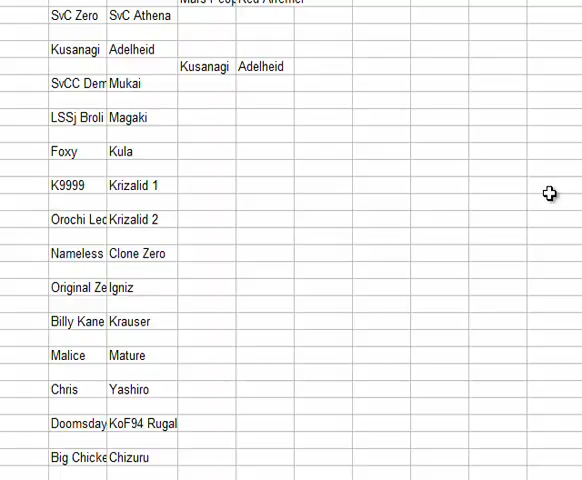 SvC Zero SvC Athena
Kusanagi Adelheid
Kusanagi Adelheid
SvCC Dem Mukai
LSSj Broli Magaki
Foxy Kula
K9999 Krizalid 1
Orochi Leo Krizalid 2
Nameless Clone Zero
Original Ze Igniz
Billy Kane Krauser
Malice Mature
Chris Yashiro
Doomsday KoF94 Rugal
Big Chicke Chizuru